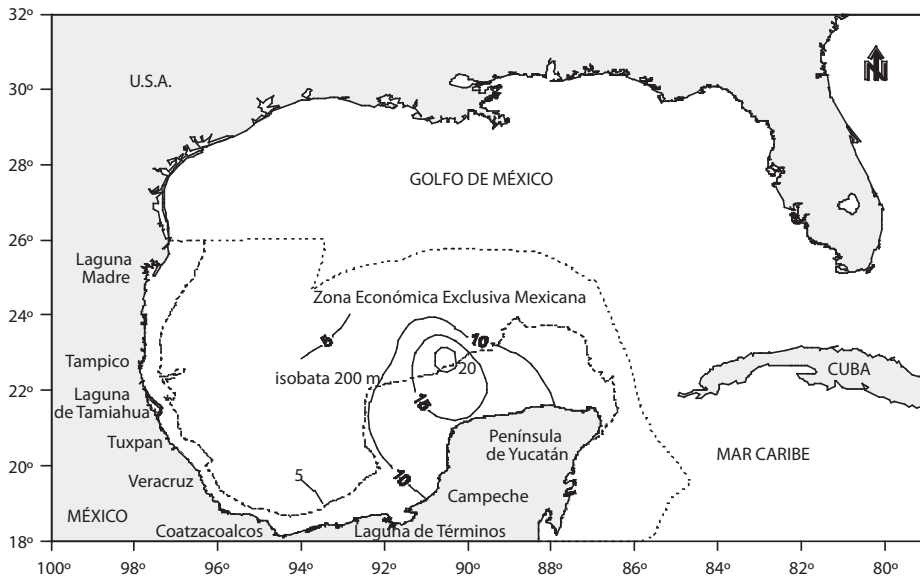 32º
30º
28º
26º
24º
22º
20º
18º
100º
98º
96º
94º
92º
90º
88º
86º
84º
82º
80º
U.S.A.
N
GOLFO DE MÉXICO
Laguna
Madre
Zona Económica Exclusiva Mexicana
5
10
Tampico
isobata 200 m
20
CUBA
Laguna
de Tamiahua
15
Tuxpan
Península
de Yucatán
MAR CARIBE
Veracruz
5
10
Campeche
MÉXICO
Coatzacoalcos
Laguna de Términos